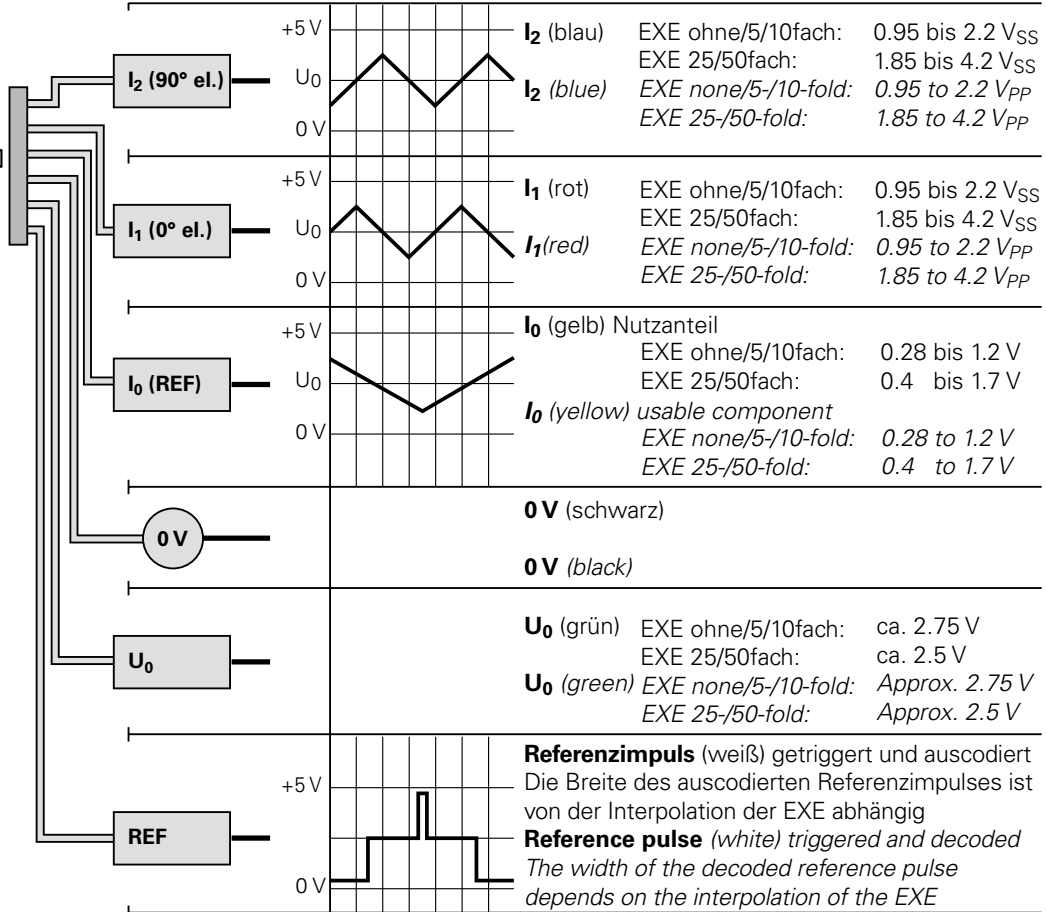 +5 V
I2 (90° el.)
U0
0 V
I2 (blau) EXE ohne/5/10fach: 0.95 bis 2.2 VSS
EXE 25/50fach: 1.85 bis 4.2 VSS
I2 (blue) EXE none/5-/10-fold: 0.95 to 2.2 VPP
EXE 25-/50-fold: 1.85 to 4.2 VPP
+5 V
I1 (0° el.)
U0
0 V
I1 (rot) EXE ohne/5/10fach: 0.95 bis 2.2 VSS
EXE 25/50fach: 1.85 bis 4.2 VSS
I1(red) EXE none/5-/10-fold: 0.95 to 2.2 VPP
EXE 25-/50-fold: 1.85 to 4.2 VPP
+5 V
I0 (REF)
U0
0 V
I0 (gelb) Nutzanteil
EXE ohne/5/10fach: 0.28 bis 1.2 V
EXE 25/50fach: 0.4 bis 1.7 V
I0 (yellow) usable component
EXE none/5-/10-fold: 0.28 to 1.2 V
EXE 25-/50-fold: 0.4 to 1.7 V
0 V
0 V (schwarz)
0 V (black)
U0
U0 (grün) EXE ohne/5/10fach: ca. 2.75 V
EXE 25/50fach: ca. 2.5 V
U0 (green) EXE none/5-/10-fold: Approx. 2.75 V
EXE 25-/50-fold: Approx. 2.5 V
+5 V
REF
0 V
Referenzimpuls (weiß) getriggert und auscodiert
Die Breite des auscodierten Referenzimpulses ist
von der Interpolation der EXE abhängig
Reference pulse (white) triggered and decoded
The width of the decoded reference pulse
depends on the interpolation of the EXE